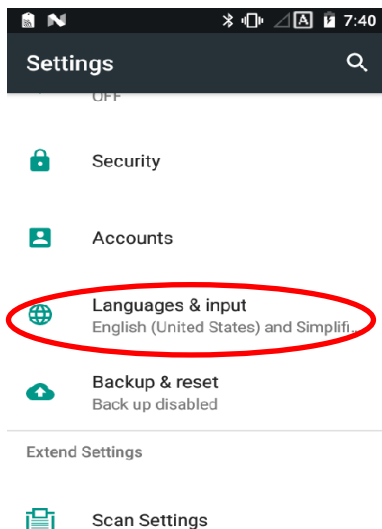 A 7:40
Settings
OFF
Security
Accounts
Languages & input
English (United States) and Simplifi...
Backup & reset
Back up disabled
Extend Settings
Scan Settings